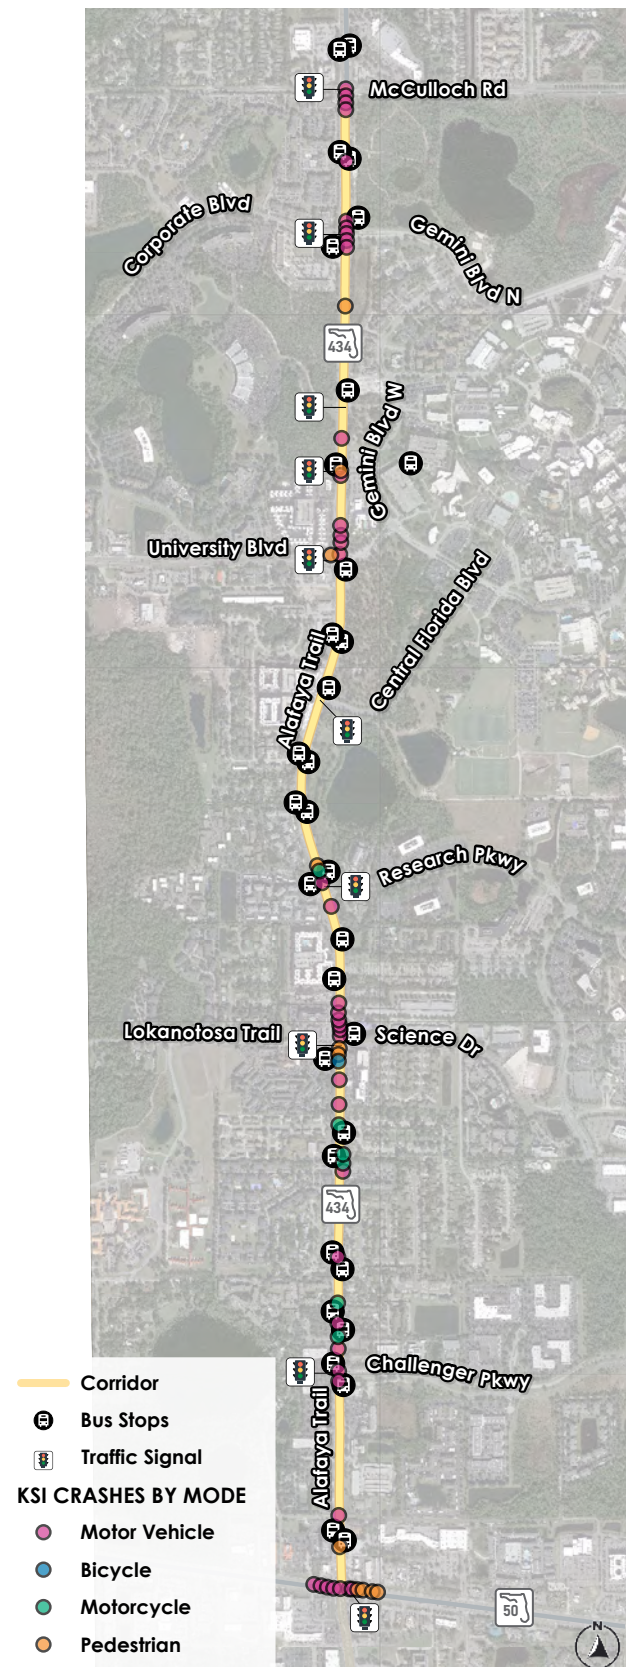 McCulloch Rd
Corporate Blvd
Gemini Blvd N
434
Gemini Blvd W
University Blvd
Central Florida Blvd
Alafaya Trail
Research Pkwy
Lokanotosa Trail
Science Dr
434
Challenger Pkwy
Alafaya Trail
50
N
Corridor
Bus Stops
Traffic Signal
KSI CRASHES BY MODE
Motor Vehicle
Bicycle
Motorcycle
Pedestrian